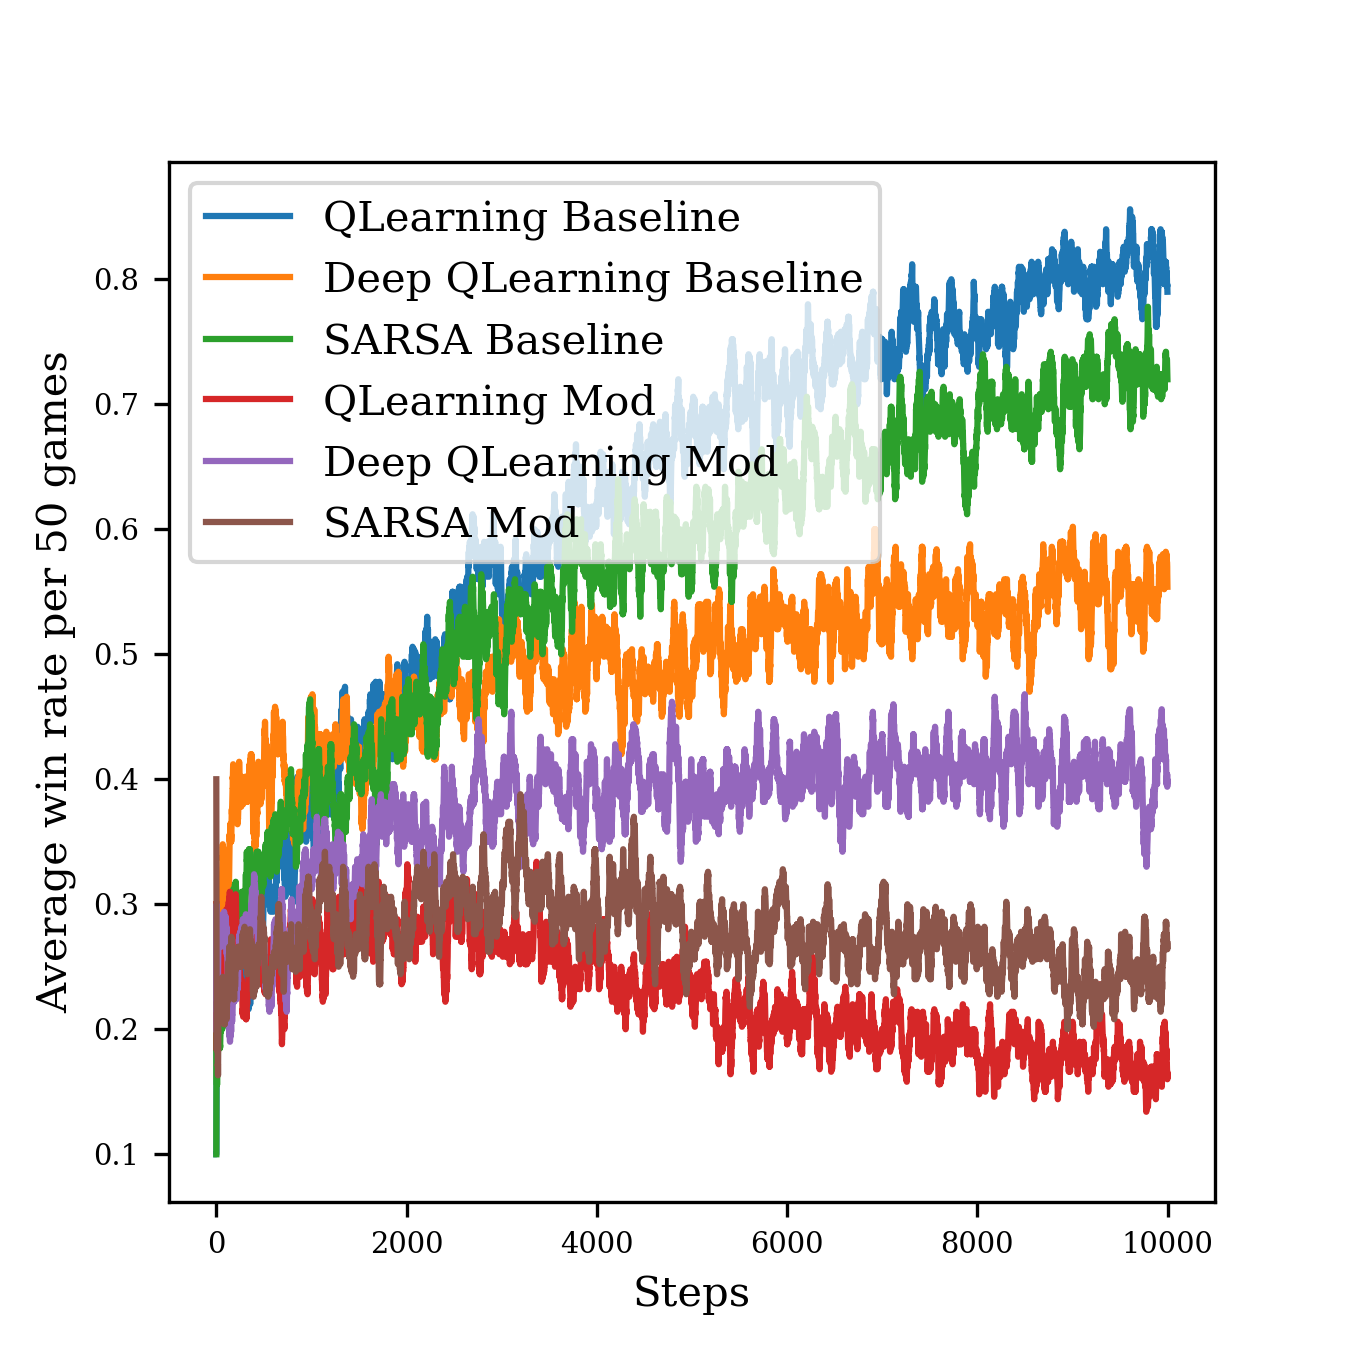 QLearning Baseline
Deep QLearning Baseline
SARSA Baseline
QLearning Mod
Deep QLearning Mod
SARSA Mod
0.8
0.7
0.6
0.5
0.4
0.3
0.2
0.1
Average win rate per 50 games
0 2000 4000 6000 8000 10000
Steps